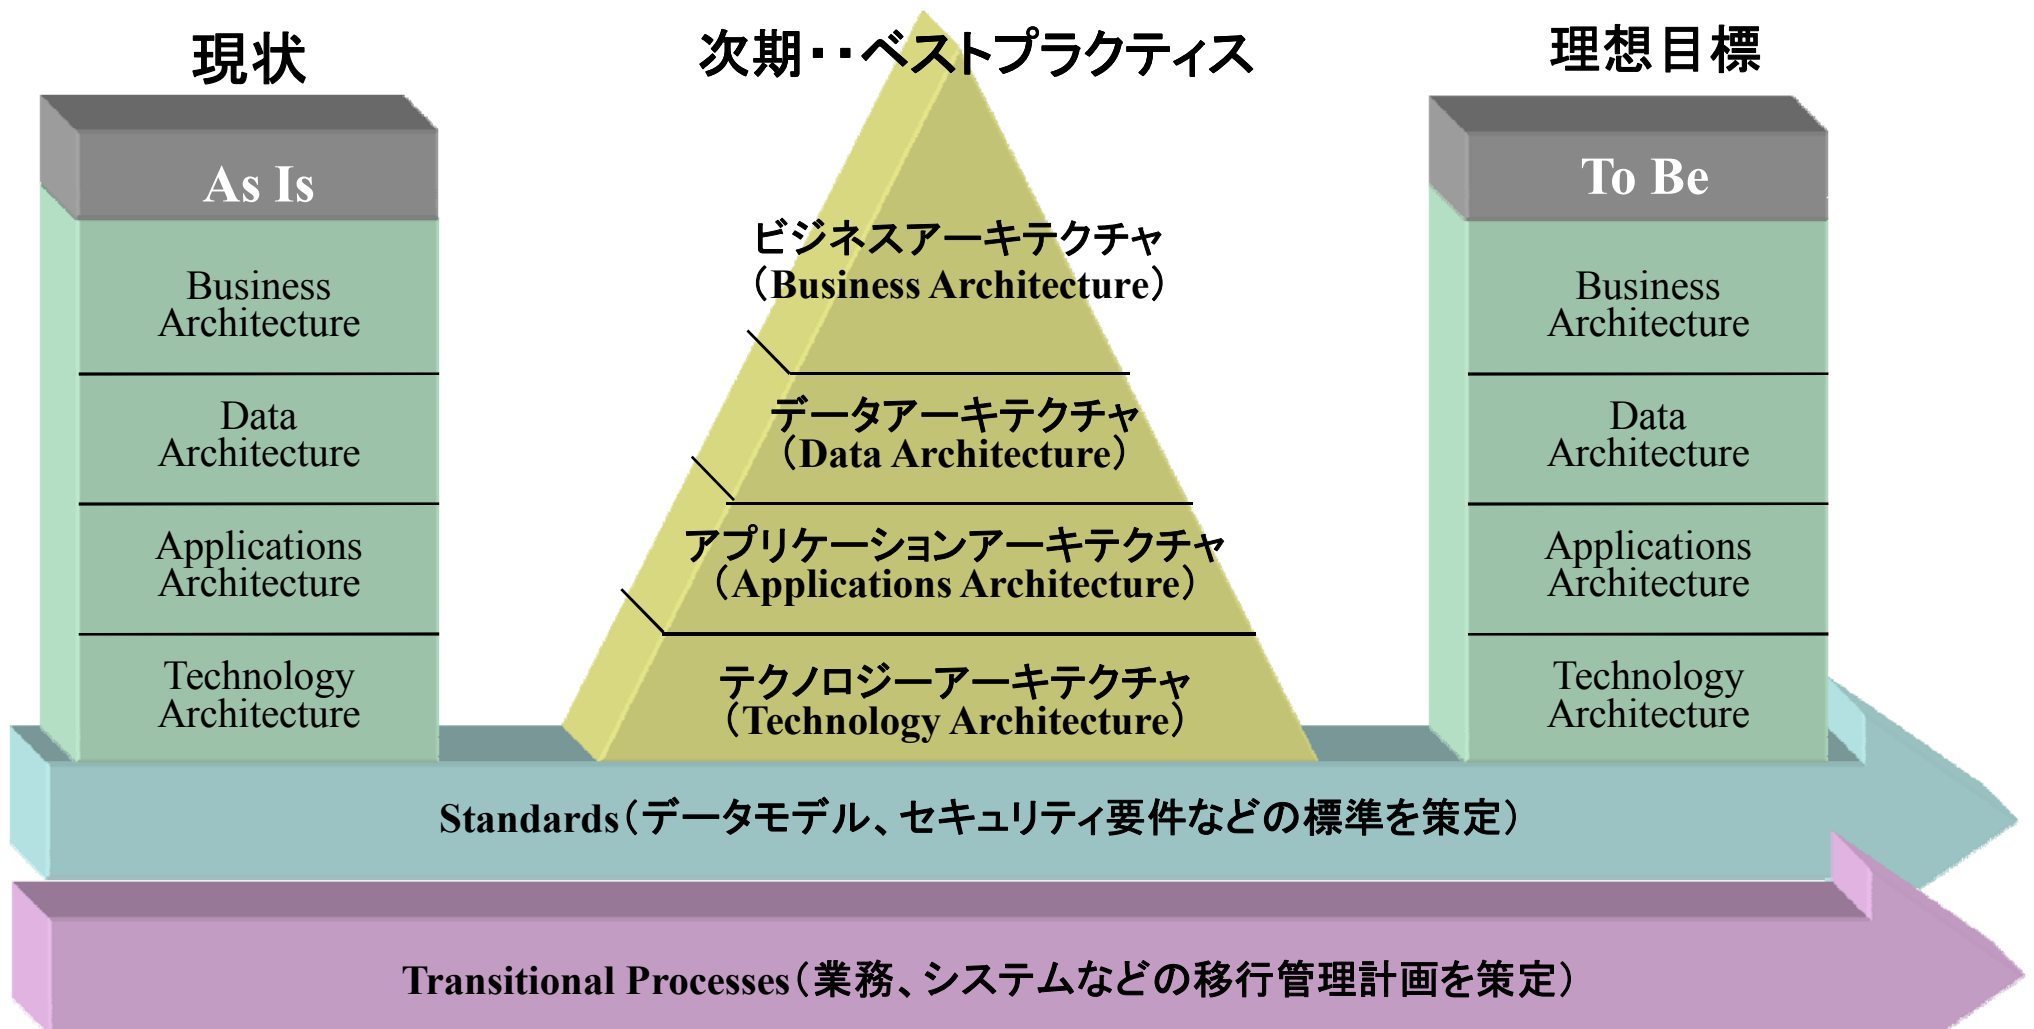 現状
As Is
Business
Architecture
Data
Architecture
Applications
Architecture
Technology
Architecture
次期・・ベストプラクティス
ビジネスアーキテクチャ
（Business Architecture）
データアーキテクチャ
（Data Architecture）
アプリケーションアーキテクチャ
（Applications Architecture）
テクノロジーアーキテクチャ
（Technology Architecture）
理想目標
To Be
Business
Architecture
Data
Architecture
Applications
Architecture
Technology
Architecture
Standards（データモデル、セキュリティ要件などの標準を策定）
Transitional Processes（業務、システムなどの移行管理計画を策定）